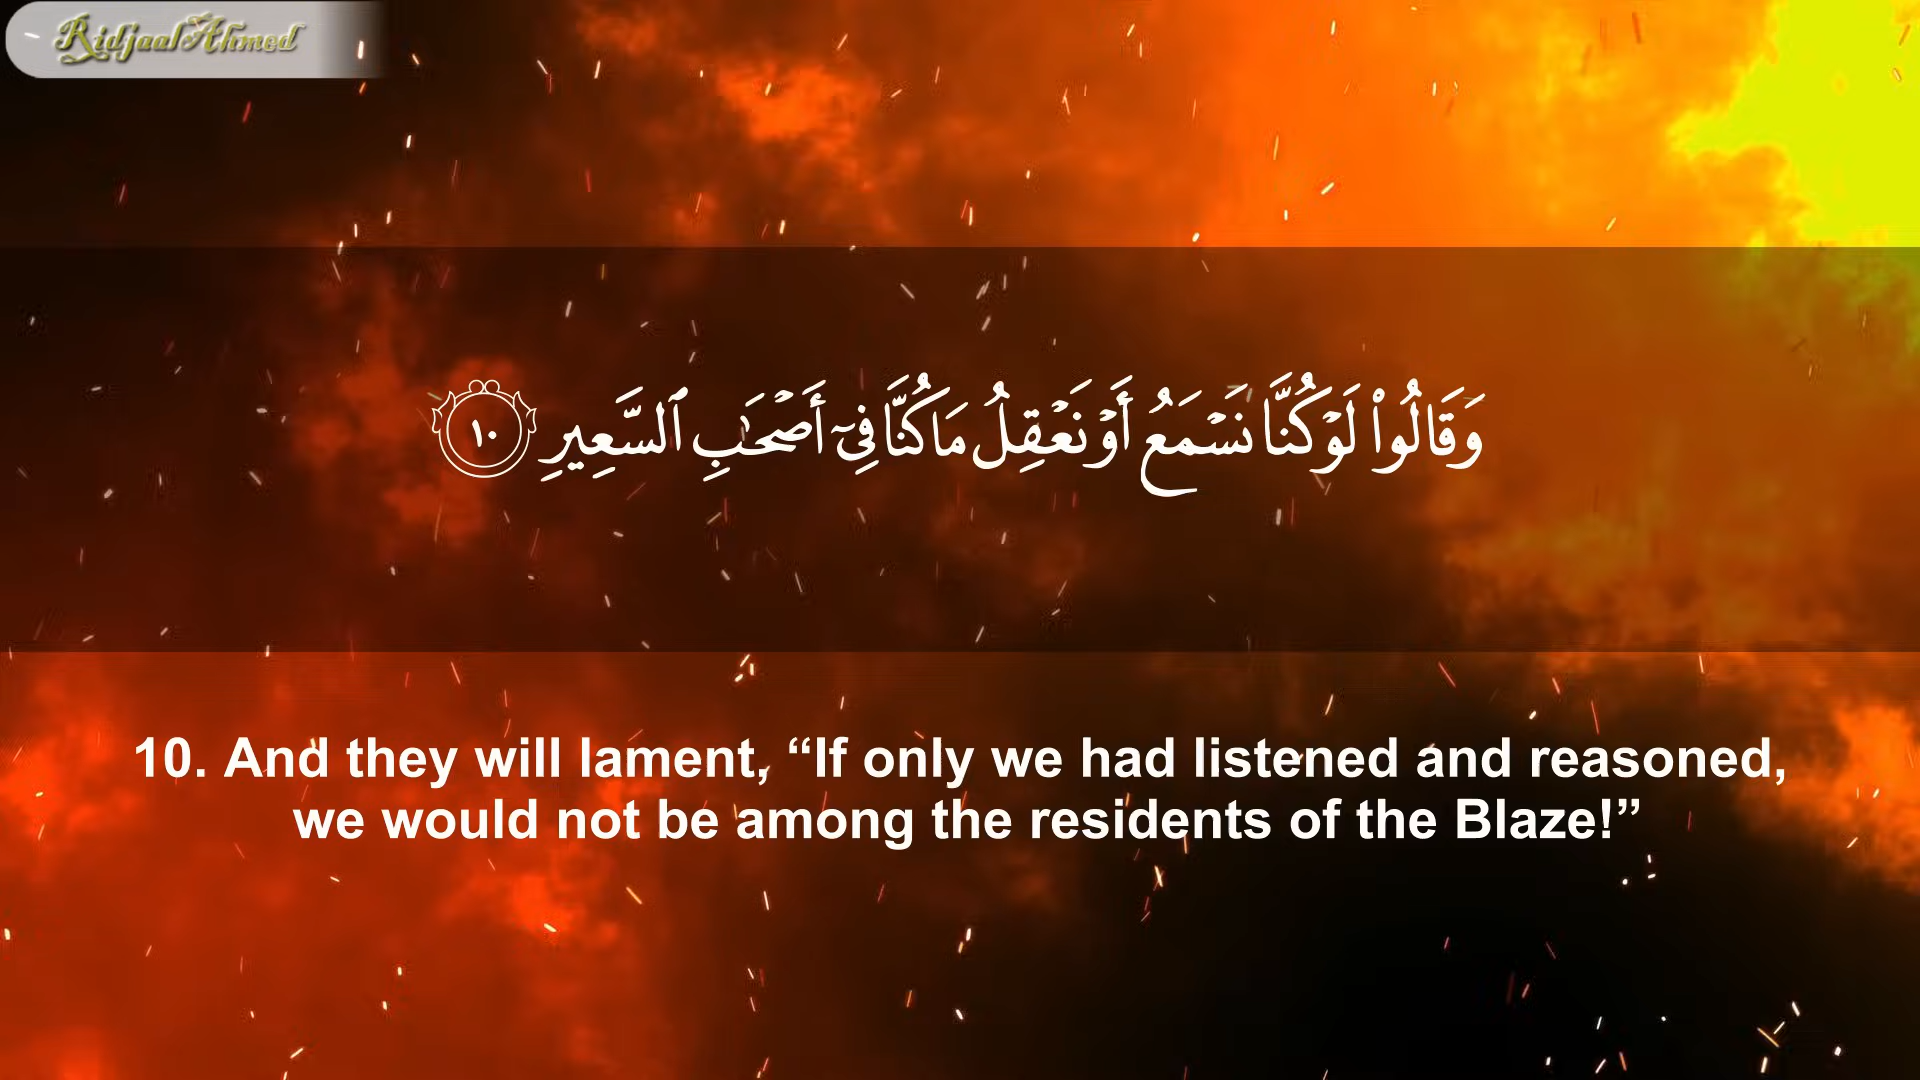 RidjaalAhmed
وَقَالُوا۟ لَوْ كُنَّا نَسْمَعُ أَوْ نَعْقِلُ مَا كُنَّا فِىٓ أَصْحَـٰبِ ٱلسَّعِيرِ ١٠
10. And they will lament, “If only we had listened and reasoned,
we would not be among the residents of the Blaze!”